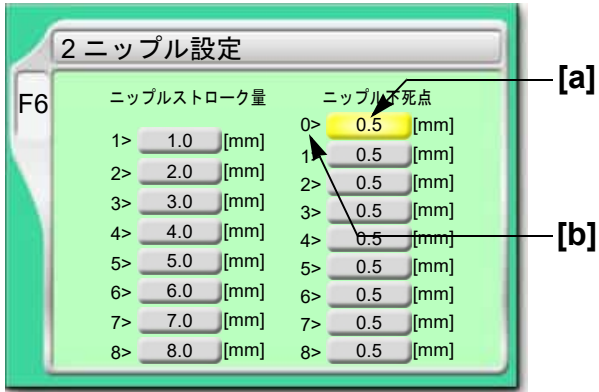 2 ニップル設定
F6
ニップルストローク量
1> 1.0 [mm]
2> 2.0 [mm]
3> 3.0 [mm]
4> 4.0 [mm]
5> 5.0 [mm]
6> 6.0 [mm]
7> 7.0 [mm]
8> 8.0 [mm]
ニップル下死点
0> 0.5 [mm]
1> 0.5 [mm]
2> 0.5 [mm]
3> 0.5 [mm]
4> 0.5 [mm]
5> 0.5 [mm]
6> 0.5 [mm]
7> 0.5 [mm]
8> 0.5 [mm]
[a]
[b]